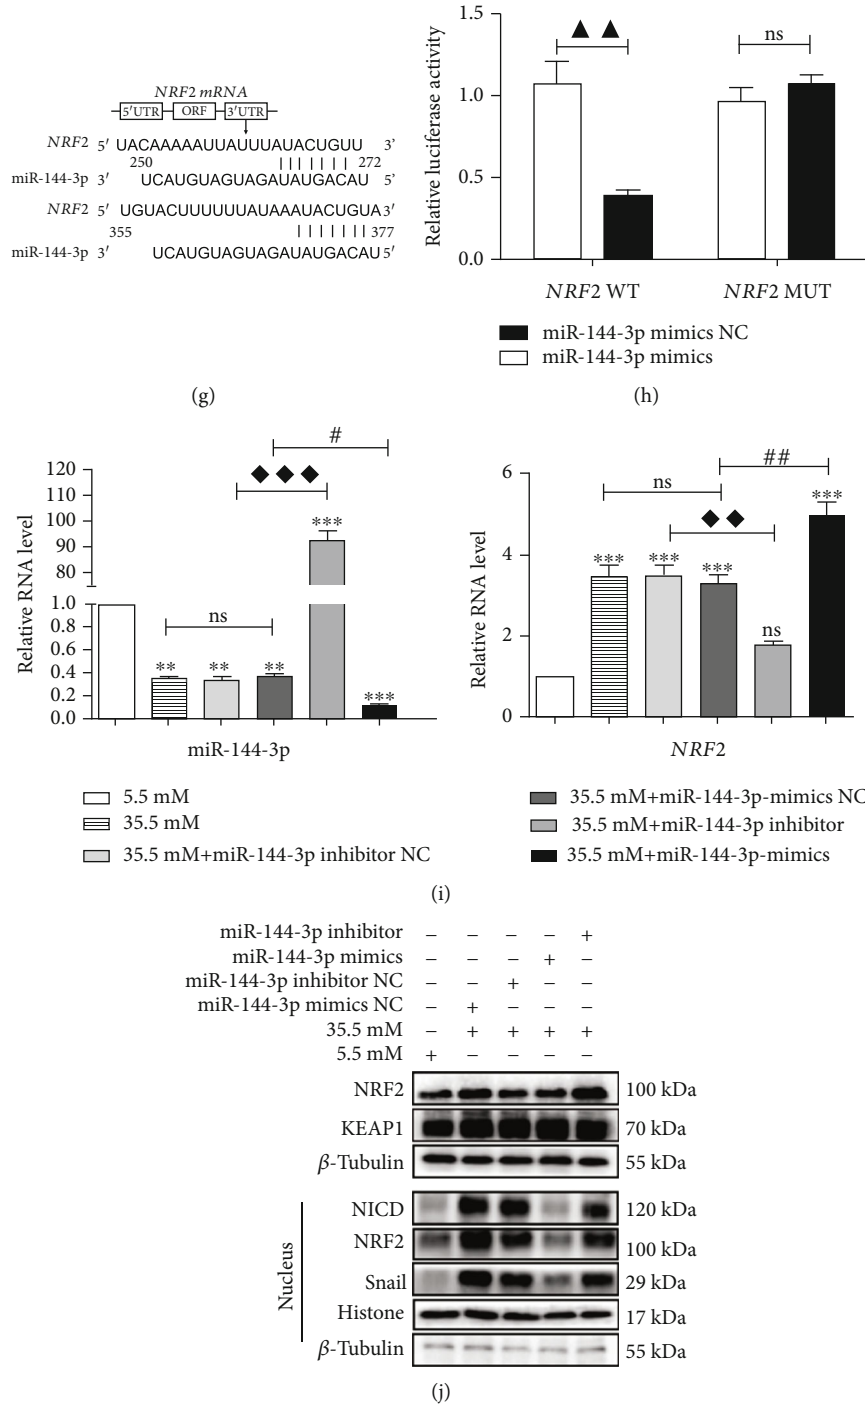 NRF2 mRNA
5′UTR ORF 3′UTR
NRF2 5′ UACAAAAAUUAUUUAUACUGUU 3′
250 272
miR-144-3p 3′ UCAUGUAGUAGAUAUGACAU 5′
NRF2 5′ UGUACUUUUUUAUAAAUACUGUA 3′
355 377
miR-144-3p 3′ UCAUGUAGUAGAUAUGACAU 5′
(g)
Relative luciferase activity
1.5
1.0
0.5
0.0
▲ ▲
ns
NRF2 WT NRF2 MUT
miR-144-3p mimics NC
miR-144-3p mimics
(h)
Relative RNA level
120
110
100
90
80
1.0
0.8
0.6
0.4
0.2
0.0
#
◆ ◆ ◆
***
ns
** ** **
***
miR-144-3p
Relative RNA level
6
4
2
0
##
***
ns
◆ ◆
*** *** ***
ns
NRF2
5.5 mM
35.5 mM
35.5 mM+miR-144-3p inhibitor NC
35.5 mM+miR-144-3p-mimics NC
35.5 mM+miR-144-3p inhibitor
35.5 mM+miR-144-3p-mimics
(i)
miR-144-3p inhibitor – – – – +
miR-144-3p mimics – – – + –
miR-144-3p inhibitor NC – – + – –
miR-144-3p mimics NC – + – – –
35.5 mM – + + + +
5.5 mM + – – – –
NRF2 100 kDa
KEAP1 70 kDa
β-Tubulin 55 kDa
Nucleus
NICD 120 kDa
NRF2 100 kDa
Snail 29 kDa
Histone 17 kDa
β-Tubulin 55 kDa
(j)